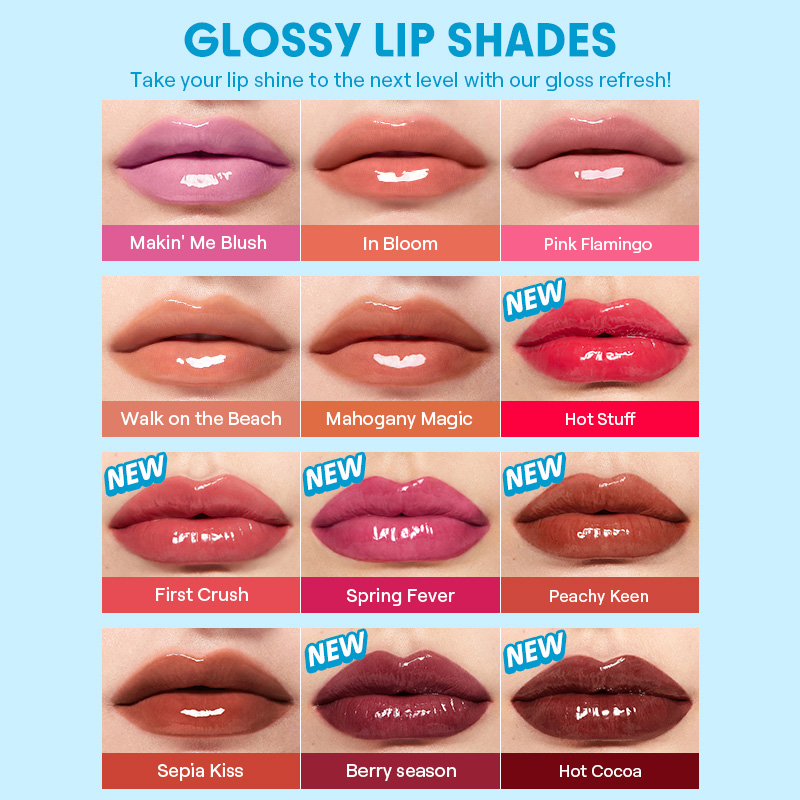 GLOSSY LIP SHADES
Take your lip shine to the next level with our gloss refresh!
Makin' Me Blush
In Bloom
Pink Flamingo
NEW
Walk on the Beach
Mahogany Magic
Hot Stuff
NEW
NEW
NEW
First Crush
Spring Fever
Peachy Keen
NEW
NEW
Sepia Kiss
Berry season
Hot Cocoa